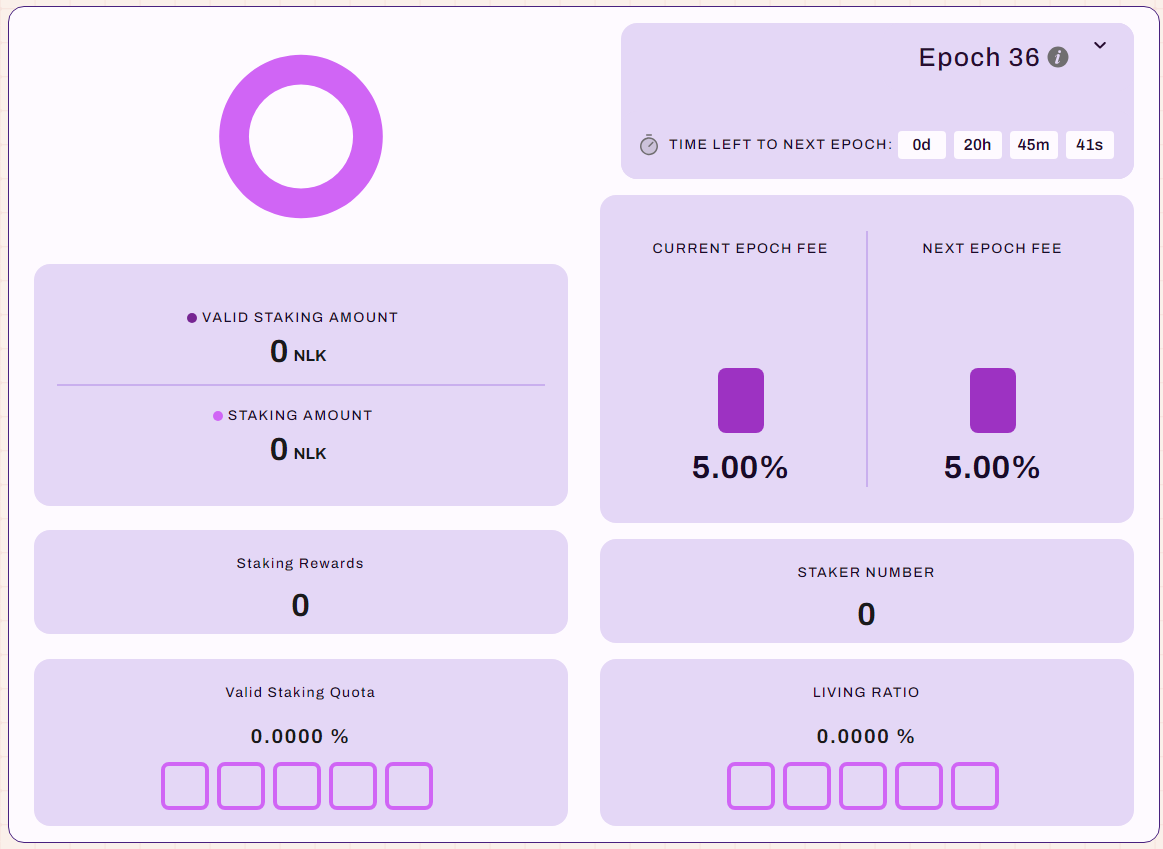 Epoch 36
TIME LEFT TO NEXT EPOCH: 0d 20h 45m 41s
VALID STAKING AMOUNT
0 NLK
STAKING AMOUNT
0 NLK
CURRENT EPOCH FEE
5.00%
NEXT EPOCH FEE
5.00%
Staking Rewards
0
STAKER NUMBER
0
Valid Staking Quota
0.0000 %
LIVING RATIO
0.0000 %